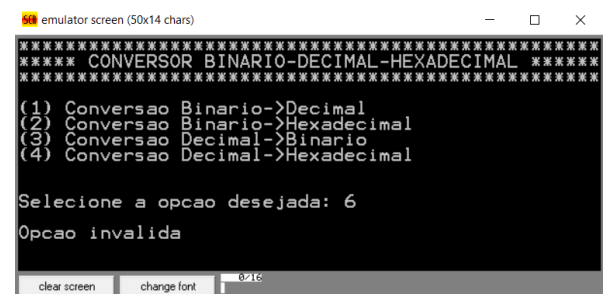 SCR emulator screen (50x14 chars)
**************************************************
***** CONVERSOR BINARIO-DECIMAL-HEXADECIMAL ******
**************************************************
(1) Conversao Binario->Decimal
(2) Conversao Binario->Hexadecimal
(3) Conversao Decimal->Binario
(4) Conversao Decimal->Hexadecimal
Selecione a opcao desejada: 6
Opcao invalida
clear screen change font 0/16